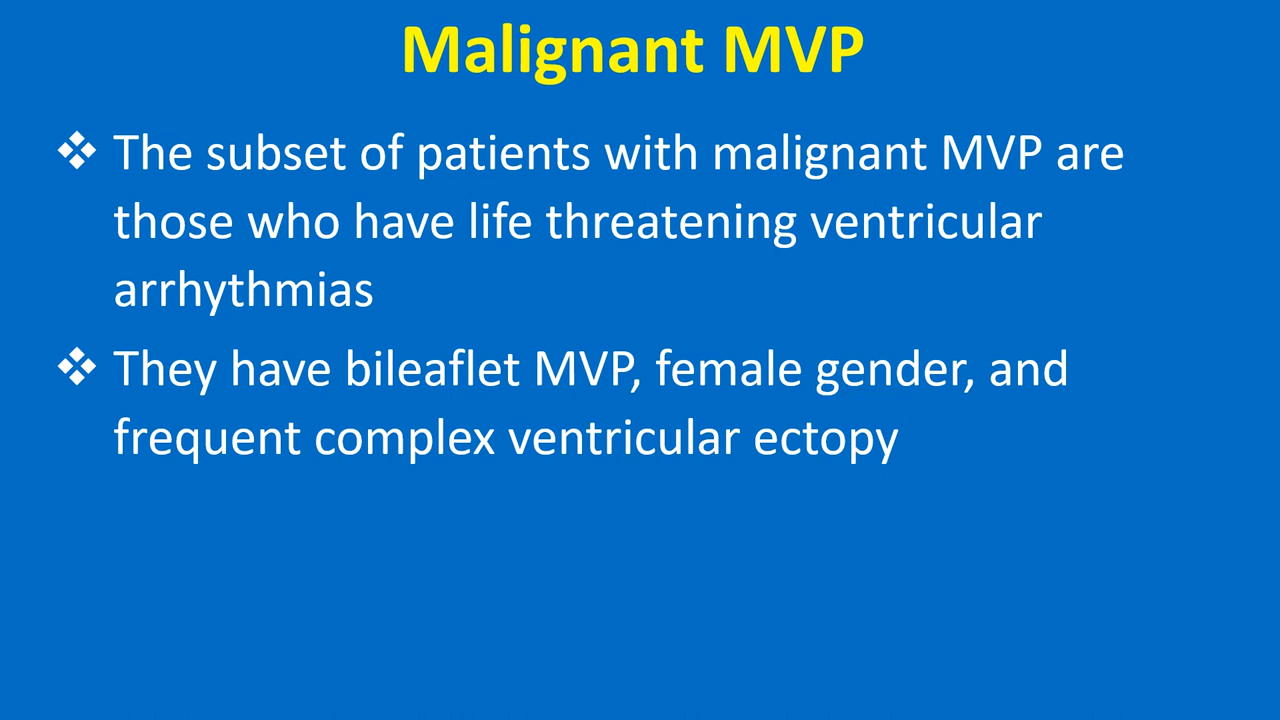 Malignant MVP
❖ The subset of patients with malignant MVP are
those who have life threatening ventricular
arrhythmias
❖ They have bileaflet MVP, female gender, and
frequent complex ventricular ectopy